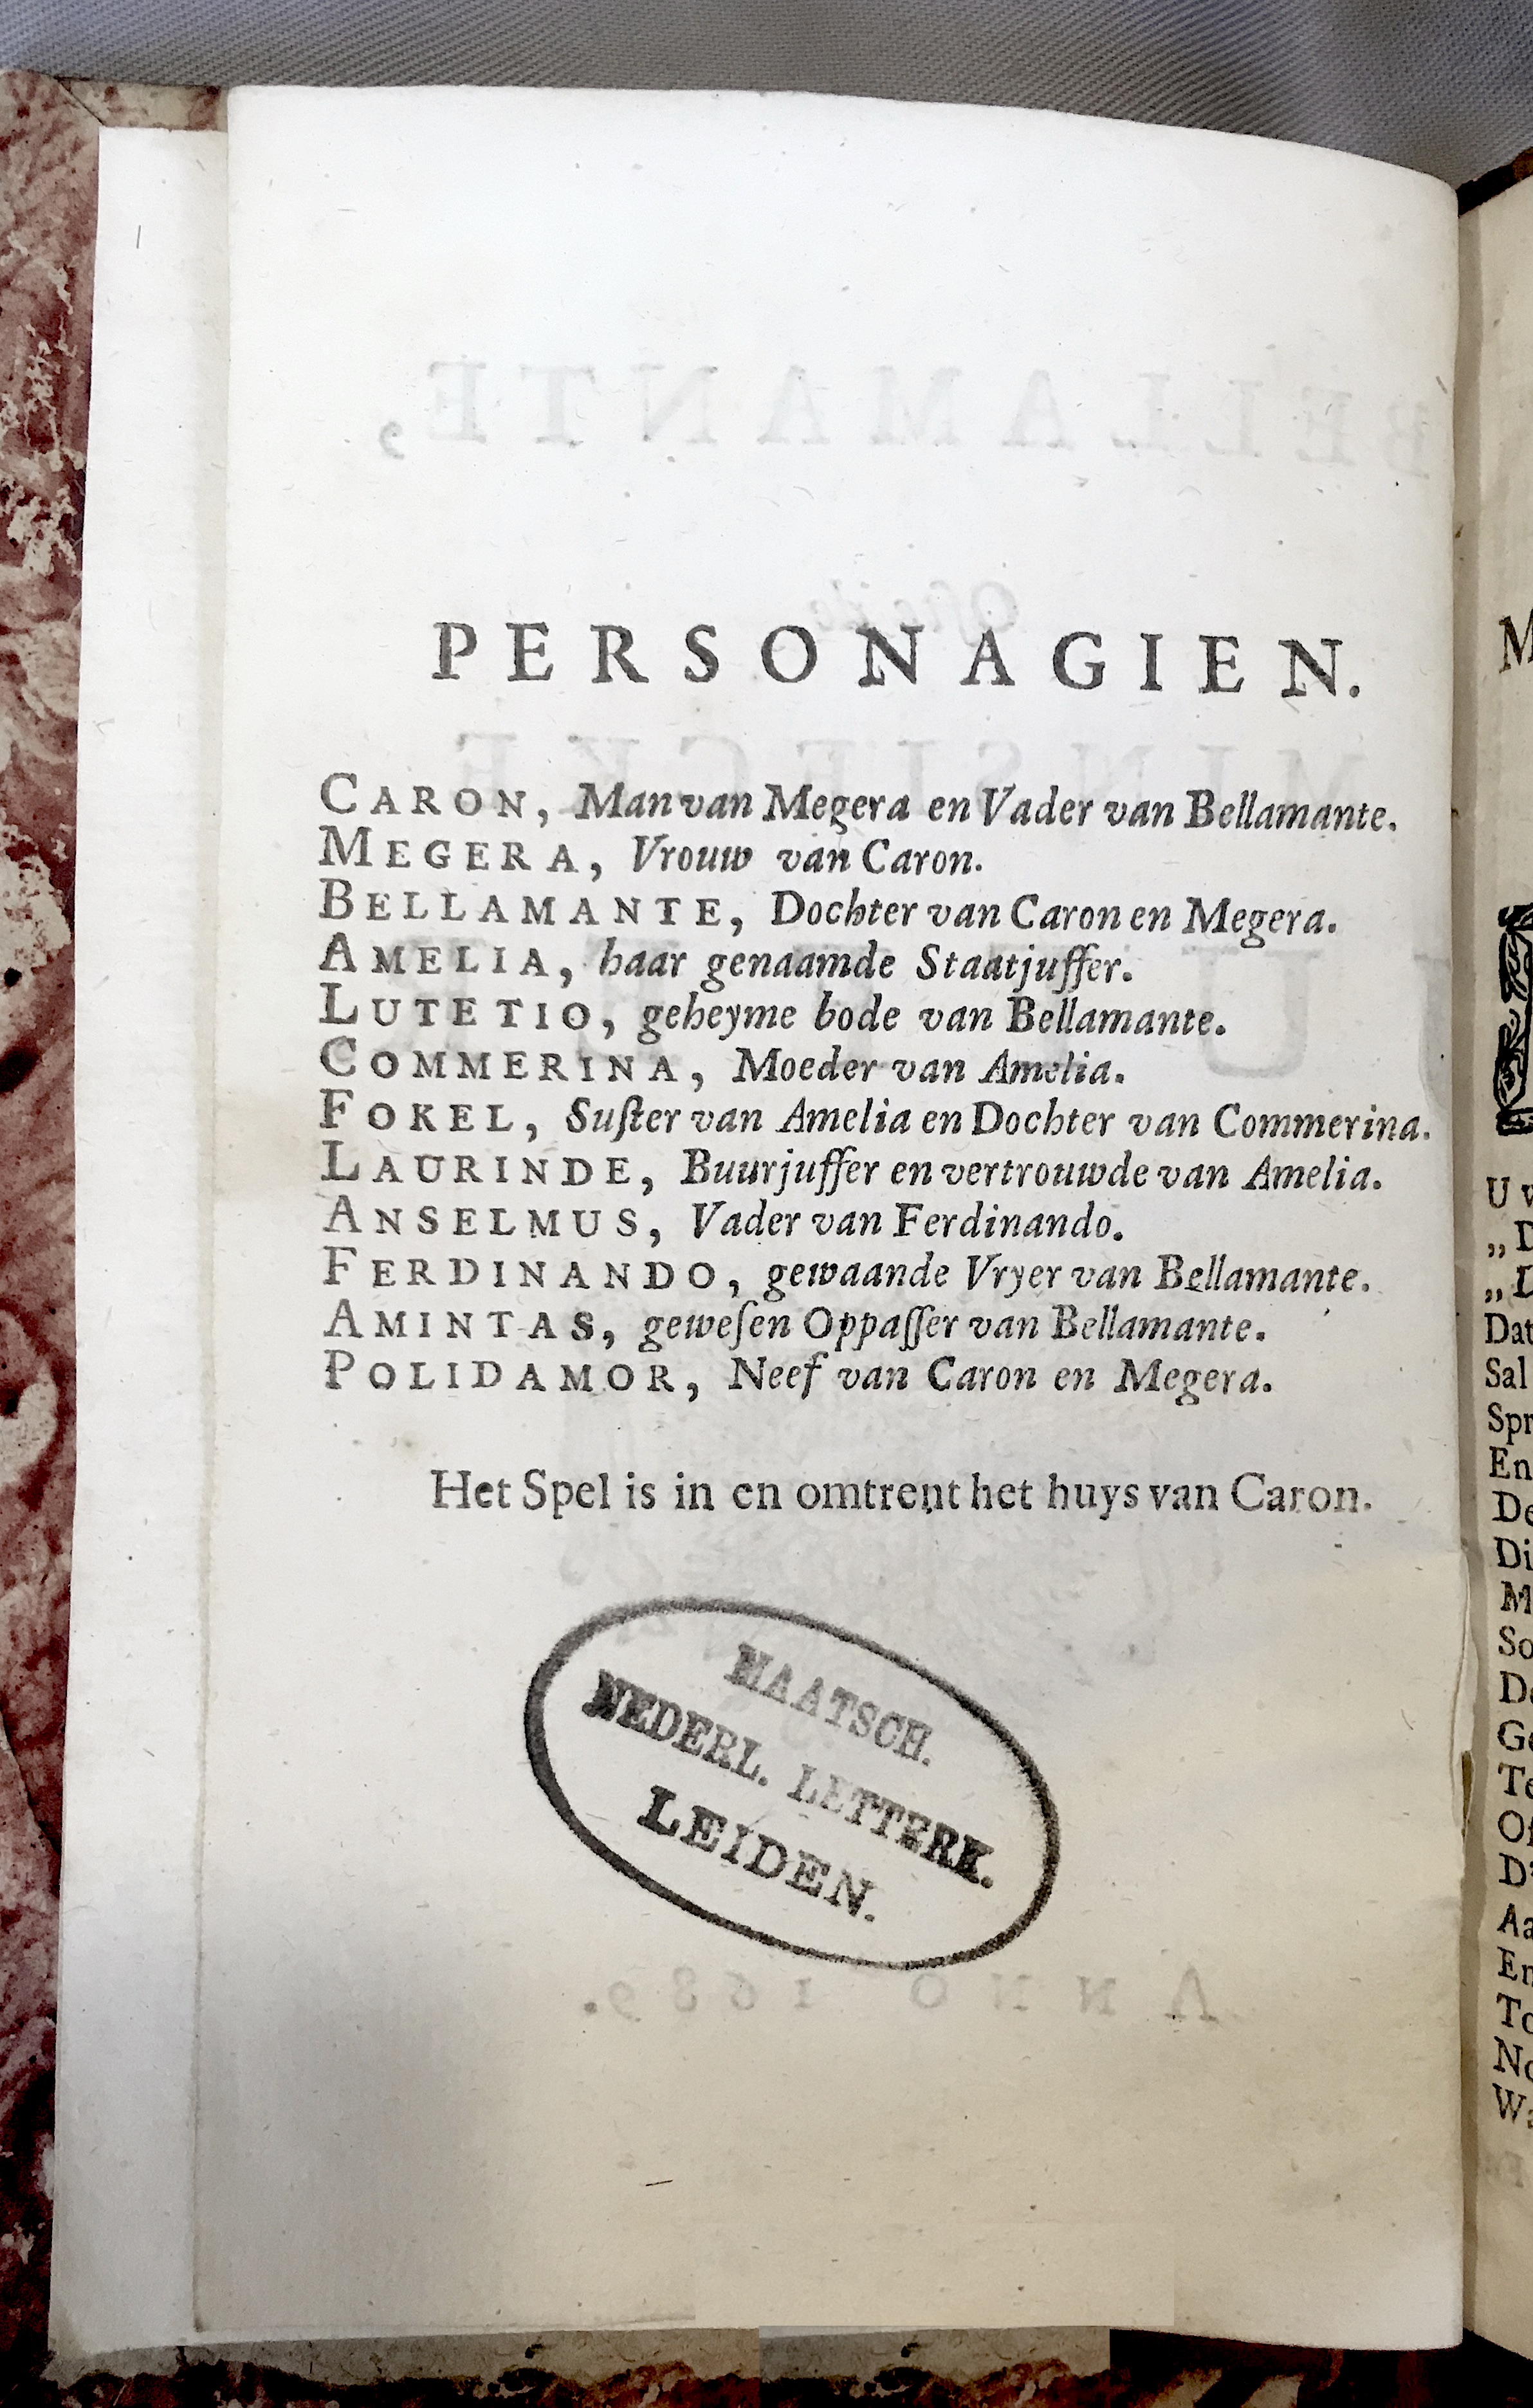 PERSONAGIEN.
CARON, Man van Megera en Vader van Bellamante.
MEGERA, Vrouw van Caron.
BELLAMANTE, Dochter van Caron en Megera.
AMELIA, haar genaamde Staatjuffer.
LUTETIO, geheyme bode van Bellamante.
COMMERINA, Moeder van Amelia.
FOKEL, Suſter van Amelia en Dochter van Commerina.
LAURINDE, Buurjuffer en vertrouwde van Amelia.
ANSELMUS, Vader van Ferdinando.
FERDINANDO, gewaande Vryer van Bellamante.
AMINTAS, geweſen Oppaſſer van Bellamante.
POLIDAMOR, Neef van Caron en Megera.
Het Spel is in en omtrent het huys van Caron.
MAATSCH.
NEDERL. LETTERK.
LEIDEN.
U
„D
„D
Dat
Sal
En